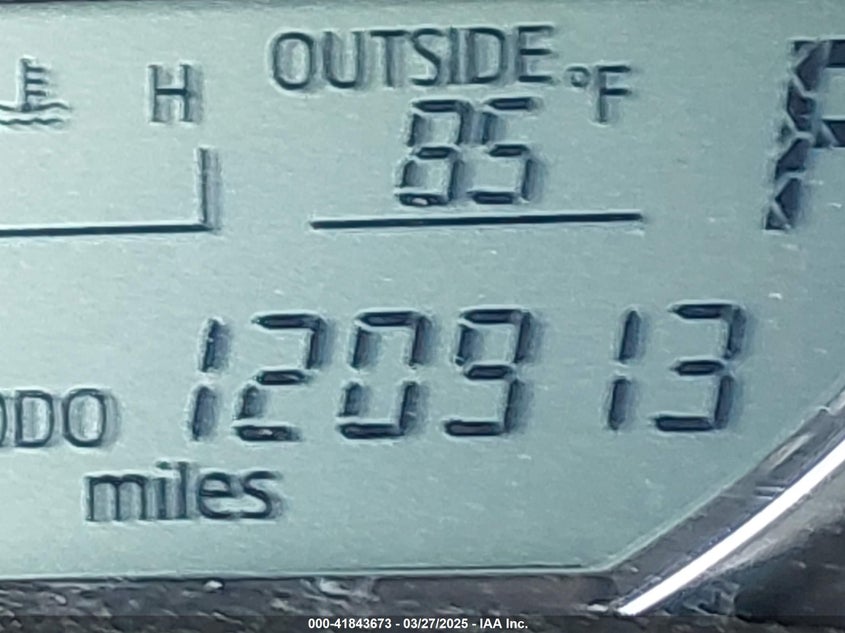 OUTSIDE
H
85 °F
P
ODO 120913
miles
000-41843673 - 03/27/2025 - IAA Inc.